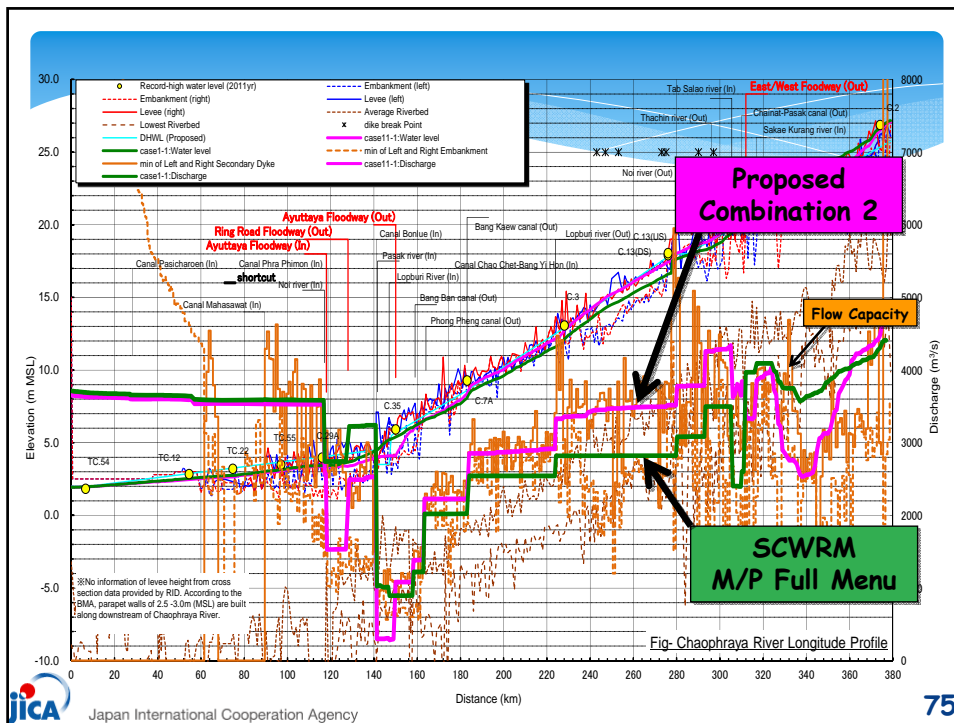 30.0
25.0
20.0
15.0
10.0
5.0
0.0
-5.0
-10.0
Elevation (m MSL)
8000
7000
6000
5000
4000
3000
2000
0
Discharge (m³/s)
Record-high water level (2011yr)
Embankment (left)
Embankment (right)
Levee (left)
Levee (right)
Average Riverbed
Lowest Riverbed
x dike break Point
DHWL (Proposed)
case11-1:Water level
case1-1:Water level
min of Left and Right Embankment
min of Left and Right Secondary Dyke
case11-1:Discharge
case1-1:Discharge
Tab Salao river (In)
East/West Foodway (Out)
Thachin river (Out)
Chainat-Pasak canal (Out)
Sakae Kurang river (In)
C.2
Noi river (Out)
Proposed
Combination 2
Ayuttaya Floodway (Out)
Ring Road Floodway (Out)
Ayuttaya Floodway (In)
Bang Kaew canal (Out)
Canal Bonlue (In)
Lopburi river (Out)
C.13(US)
C.13(DS)
Pasak river (In)
Canal Pasicharoen (In)
Canal Phra Phimon (In)
Canal Chao Chet-Bang Yi Hon (In)
shortcut
Lopburi River (In)
Noi river (In)
Canal Mahasawat (In)
Bang Ban canal (Out)
C.3
Phong Pheng canal (Out)
Flow Capacity
C.35
C.7A
C.29A
TC.55
TC.22
TC.12
TC.54
SCWRM
M/P Full Menu
※No information of levee height from cross
section data provided by RID. According to the
BMA, parapet walls of 2.5 -3.0m (MSL) are built
along downstream of Chaophraya River.
Fig- Chaophraya River Longitude Profile
0 20 40 60 80 100 120 140 160 180 200 220 240 260 280 300 320 340 360 380
Distance (km)
jICA Japan International Cooperation Agency
75